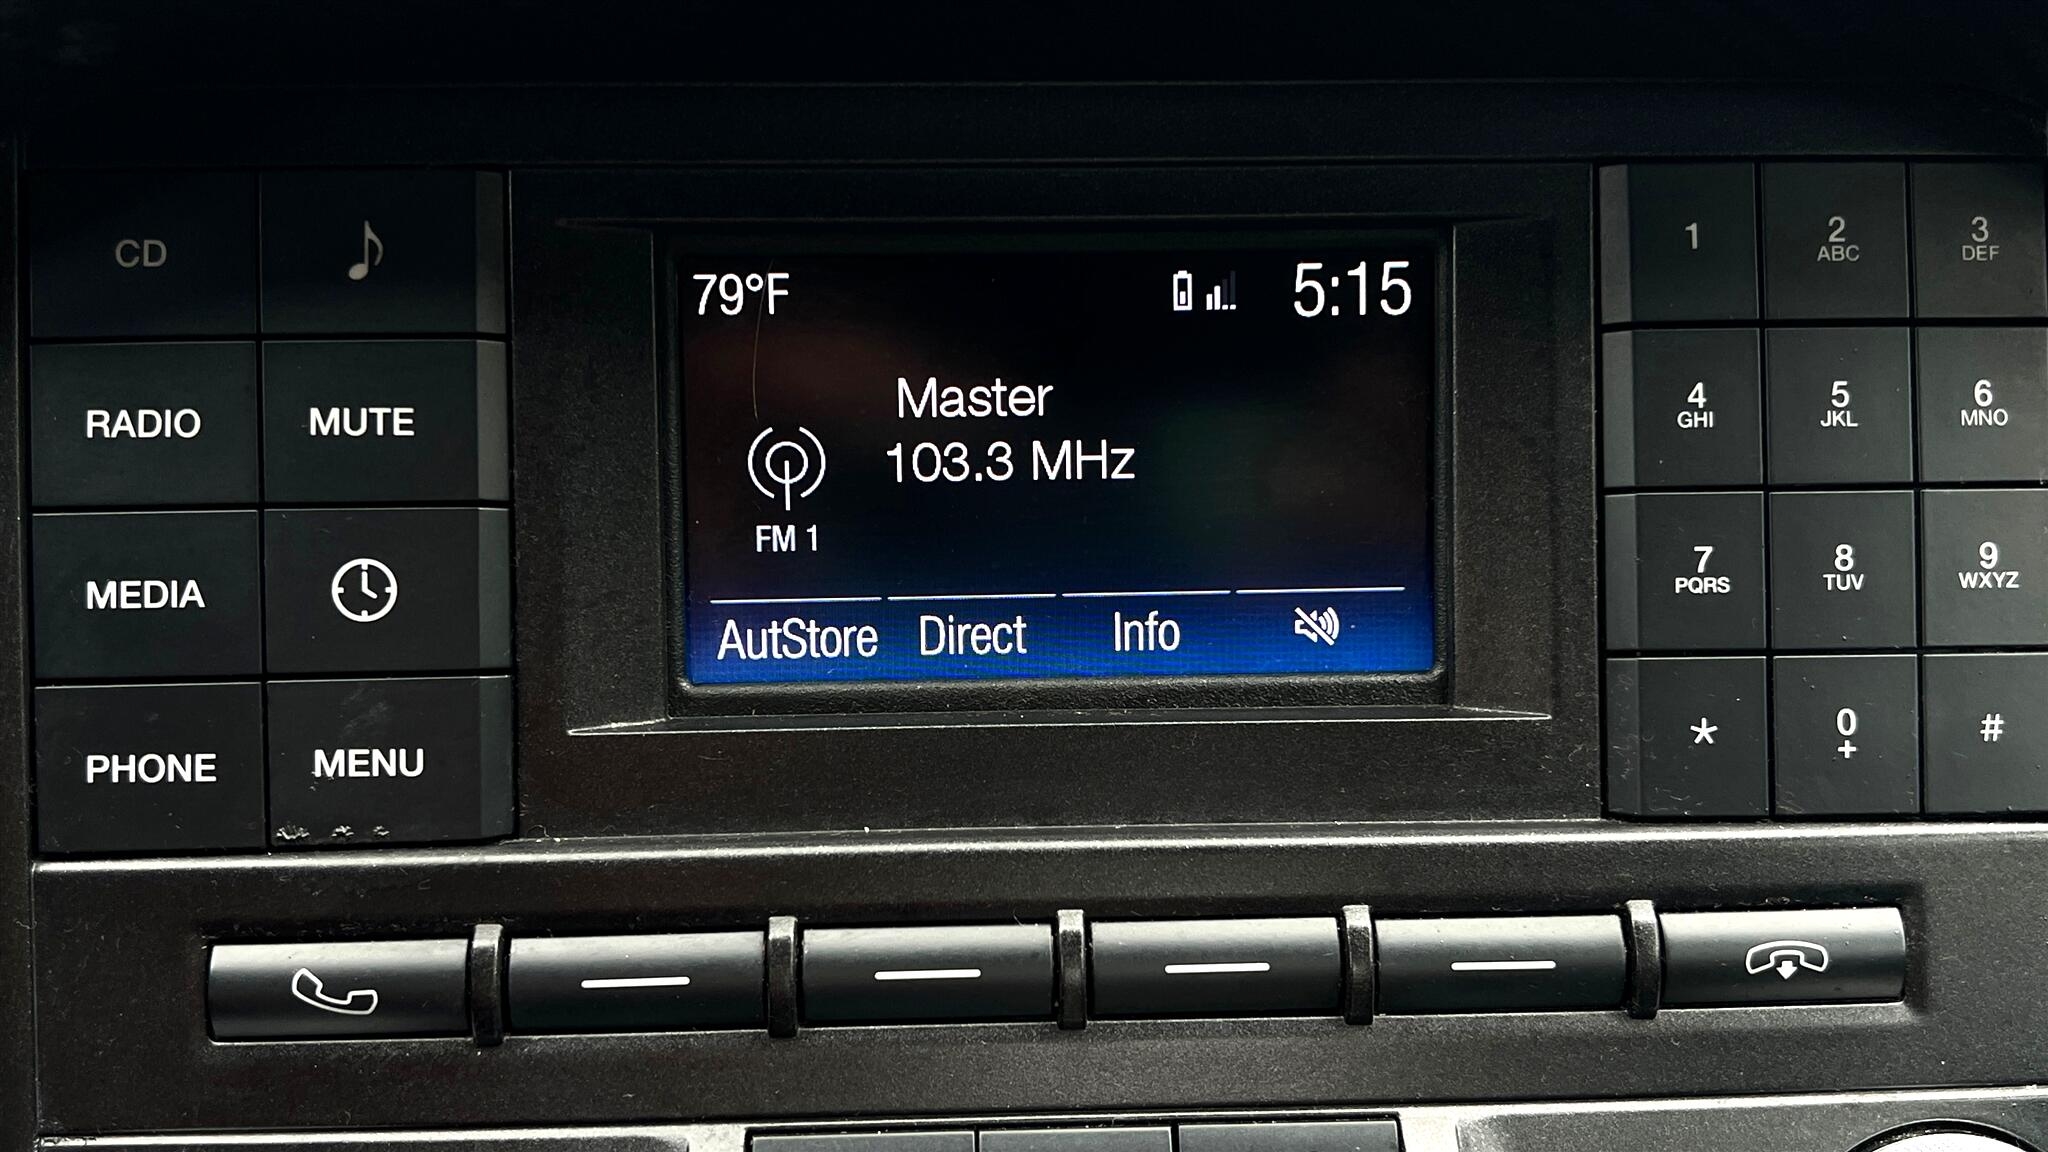 CD
RADIO MUTE
MEDIA
PHONE MENU
79°F 5:15
Master
103.3 MHz
FM 1
AutStore Direct Info
1 2 ABC 3 DEF
4 GHI 5 JKL 6 MNO
7 PQRS 8 TUV 9 WXYZ
* 0 + #